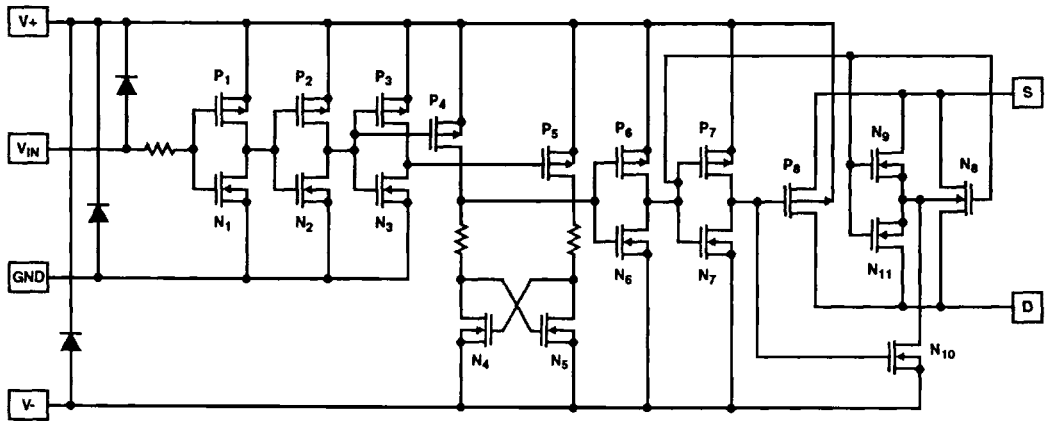 V+
P1 P2 P3
P4
VIN
P5 P6 P7
N9
S
P8 N8
N1 N2 N3
GND
N6 N7
N11
D
N4 N5
N10
V-